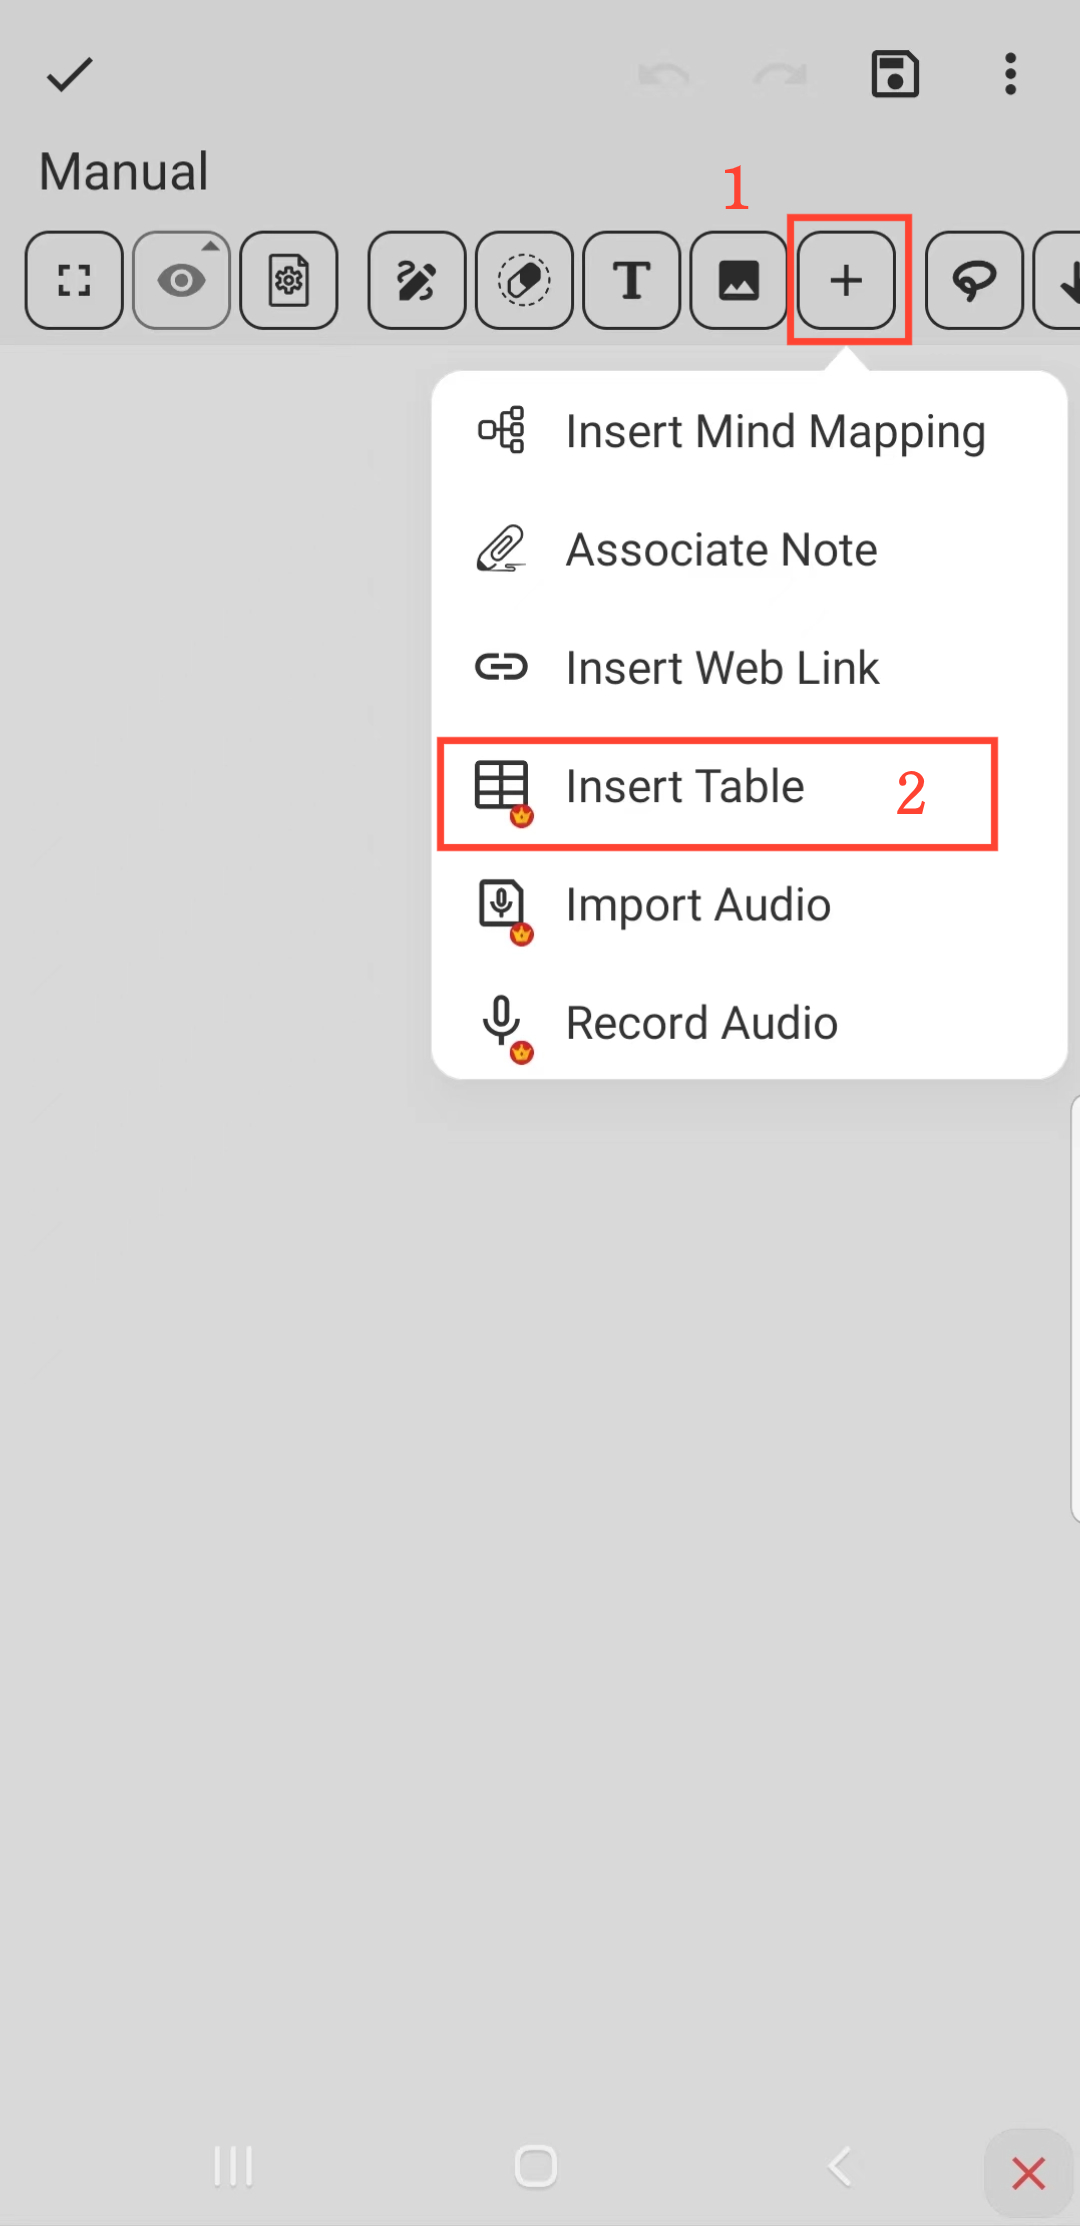 Manual
1
T
Insert Mind Mapping
Associate Note
Insert Web Link
Insert Table 2
Import Audio
Record Audio